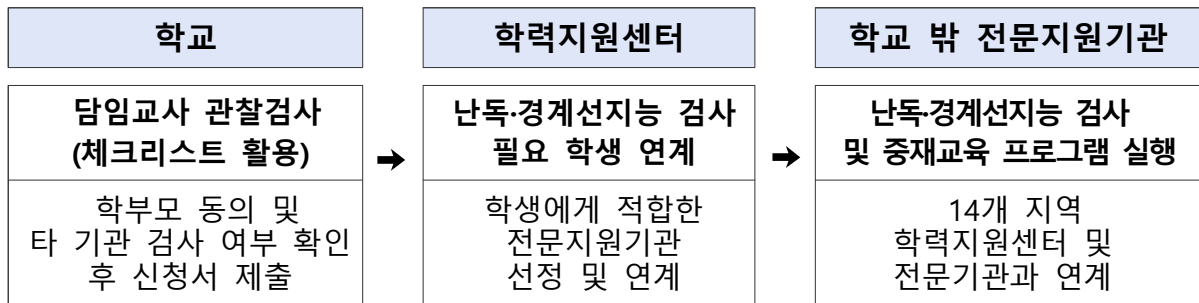 학교
담임교사 관찰검사
(체크리스트 활용)
학부모 동의 및
타 기관 검사 여부 확인
후 신청서 제출
➔
학력지원센터
난독·경계선지능 검사
필요 학생 연계
학생에게 적합한
전문지원기관
선정 및 연계
➔
학교 밖 전문지원기관
난독·경계선지능 검사
및 중재교육 프로그램 실행
14개 지역
학력지원센터 및
전문기관과 연계